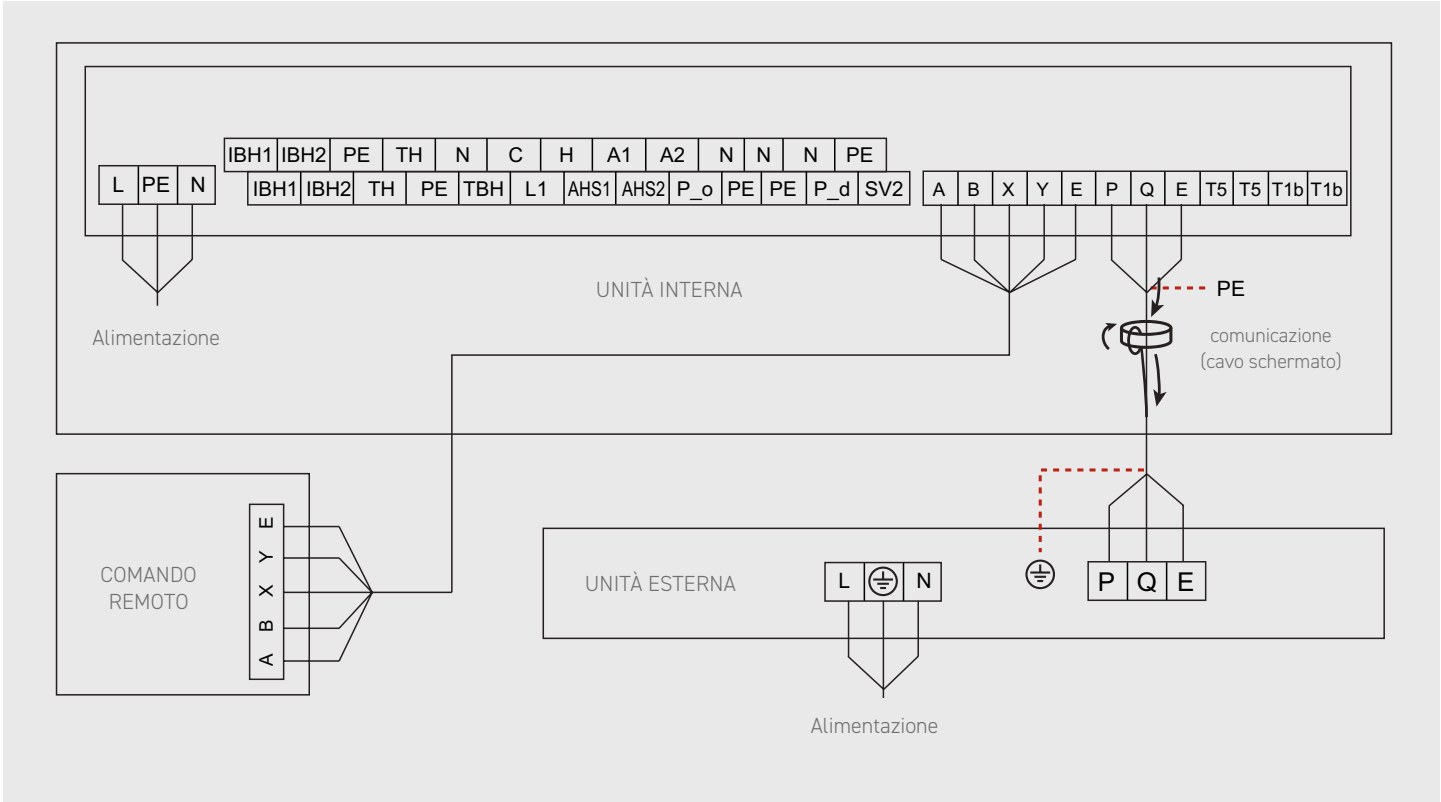 IBH1 IBH2 PE TH N C H A1 A2 N N N PE
L PE N
IBH1 IBH2 TH PE TBH L1 AHS1 AHS2 P_o PE PE P_d SV2
A B X Y E P Q E T5 T5 T1b T1b
UNITÀ INTERNA
PE
Alimentazione
comunicazione
(cavo schermato)
COMANDO
REMOTO
E
Y
X
B
A
UNITÀ ESTERNA
L N
P Q E
Alimentazione